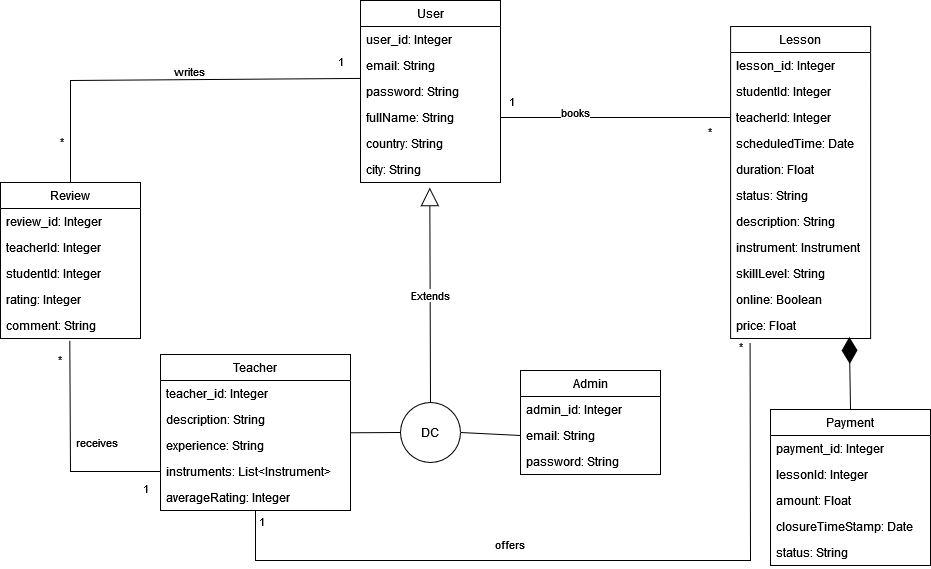 User
user_id: Integer
email: String
password: String
fullName: String
country: String
city: String
1
writes
*
1
books
*
Lesson
lesson_id: Integer
studentId: Integer
teacherId: Integer
scheduledTime: Date
duration: Float
status: String
description: String
instrument: Instrument
skillLevel: String
online: Boolean
price: Float
*
Review
review_id: Integer
teacherId: Integer
studentId: Integer
rating: Integer
comment: String
*
receives
1
Extends
Teacher
teacher_id: Integer
description: String
experience: String
instruments: List<Instrument>
averageRating: Integer
1
offers
DC
Admin
admin_id: Integer
email: String
password: String
Payment
payment_id: Integer
lessonId: Integer
amount: Float
closureTimeStamp: Date
status: String